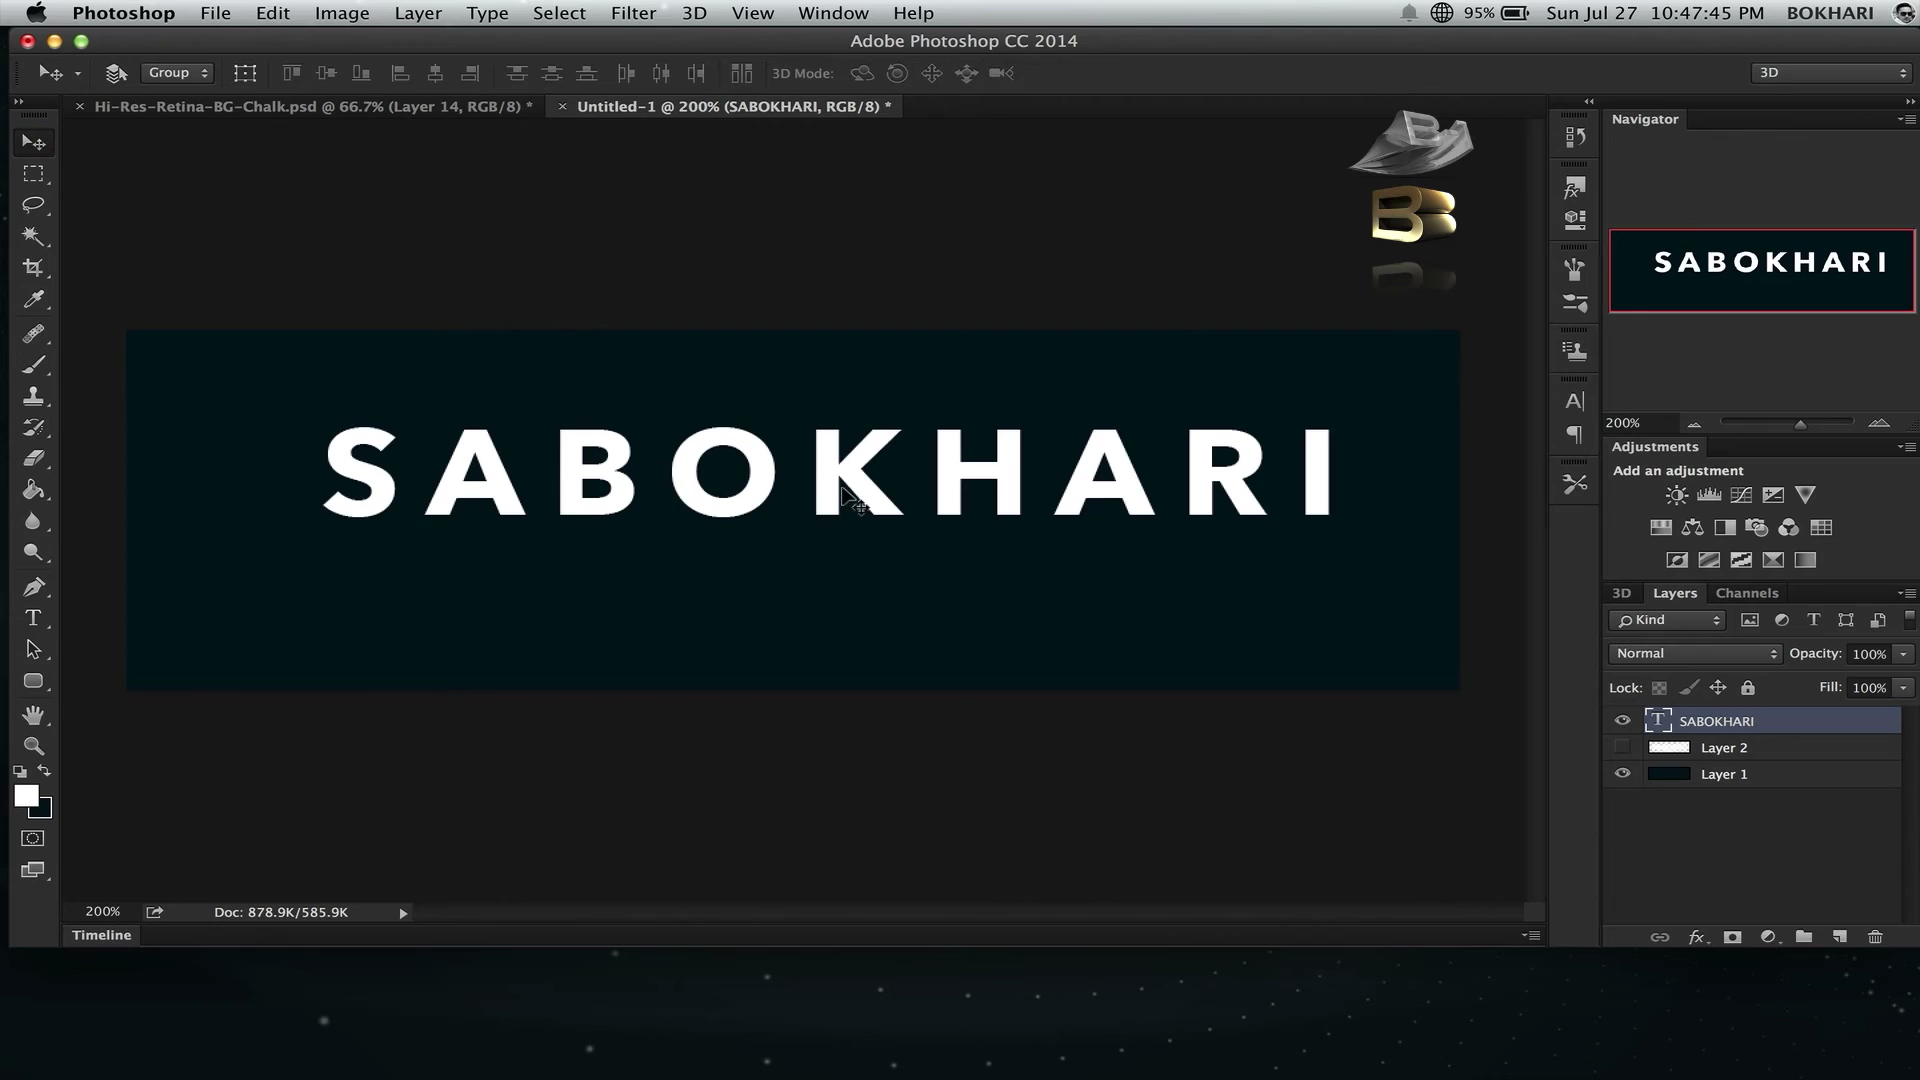 Photoshop File Edit Image Layer Type Select Filter 3D View Window Help 95% Sun Jul 27 10:47:45 PM BOKHARI
Adobe Photoshop CC 2014
Group 3D Mode: 3D
Hi-Res-Retina-BG-Chalk.psd @ 66.7% (Layer 14, RGB/8) * Untitled-1 @ 200% (SABOKHARI, RGB/8) *
Navigator
B
B
SABOKHARI
SABOKHARI
200%
Adjustments
Add an adjustment
3D Layers Channels
Kind
Normal Opacity: 100%
Lock: Fill: 100%
SABOKHARI
Layer 2
Layer 1
200% Doc: 878.9K/585.9K
Timeline